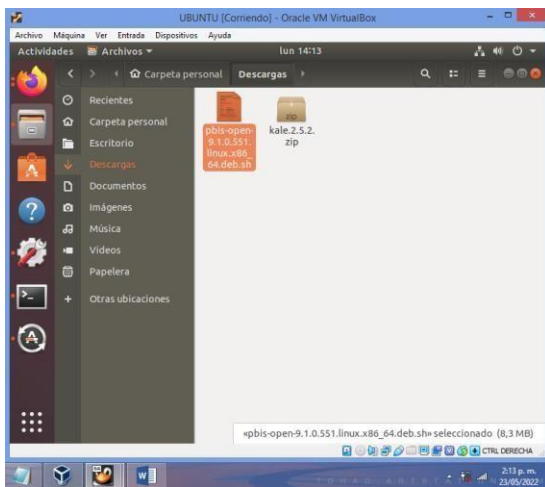 UBUNTU [Corriendo] - Oracle VM VirtualBox
Archivo Máquina Ver Entrada Dispositivos Ayuda
Actividades Archivos lun 14:13
Carpeta personal Descargas
Recientes
Carpeta personal
Escritorio
Descargas
Documentos
Imágenes
Música
Vídeos
Papelera
+ Otras ubicaciones
pbis-open-
9.1.0.551.
linux.x86_
64.deb.sh
zip
kale.2.5.2.
zip
«pbis-open-9.1.0.551.linux.x86_64.deb.sh» seleccionado (8,3 MB)
CTRL DERECHA
2:13 p. m.
23/05/2022